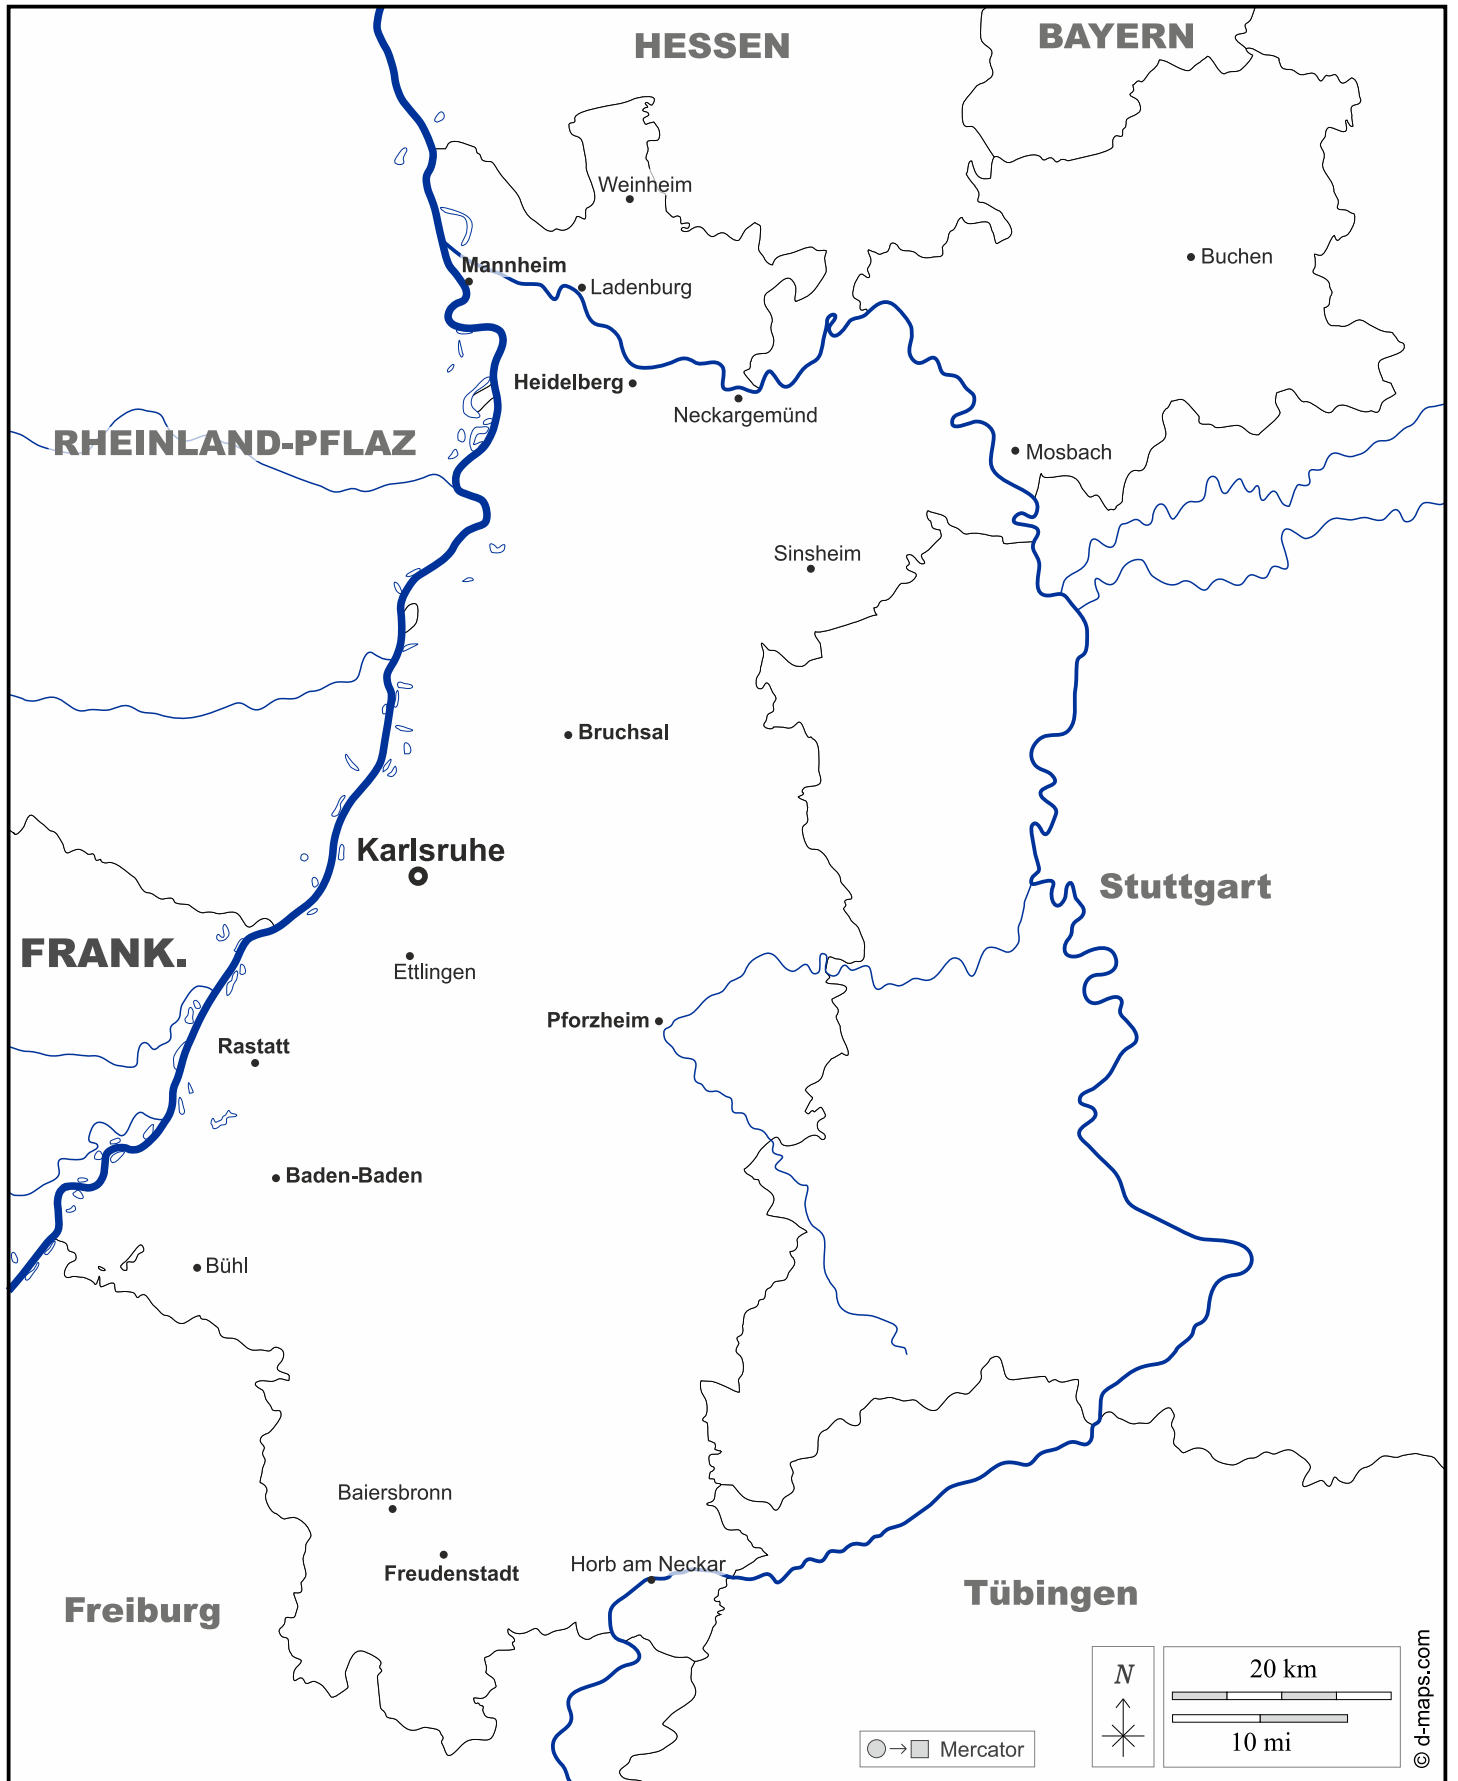 HESSEN
BAYERN
Weinheim
Buchen
Mannheim
Ladenburg
Heidelberg
Neckargemünd
RHEINLAND-PFLAZ
Mosbach
Sinsheim
Bruchsal
Karlsruhe
Stuttgart
FRANK.
Ettlingen
Pforzheim
Rastatt
Baden-Baden
Bühl
Baiersbronn
Freudenstadt
Horb am Neckar
Freiburg
Tübingen
N
20 km
10 mi
Mercator
© d-maps.com